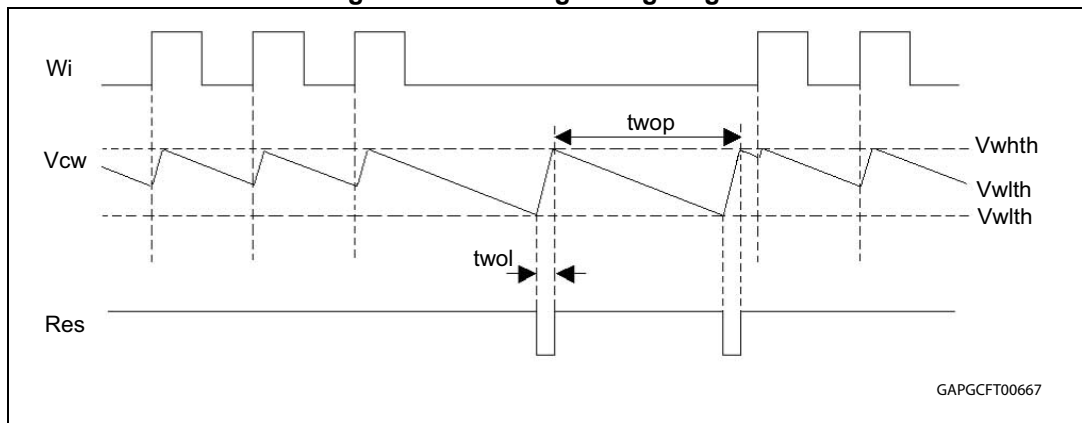 Wi
twop
Vcw
Vwhth
Vwlth
Vwlth
twol
Res
GAPGCFT00667